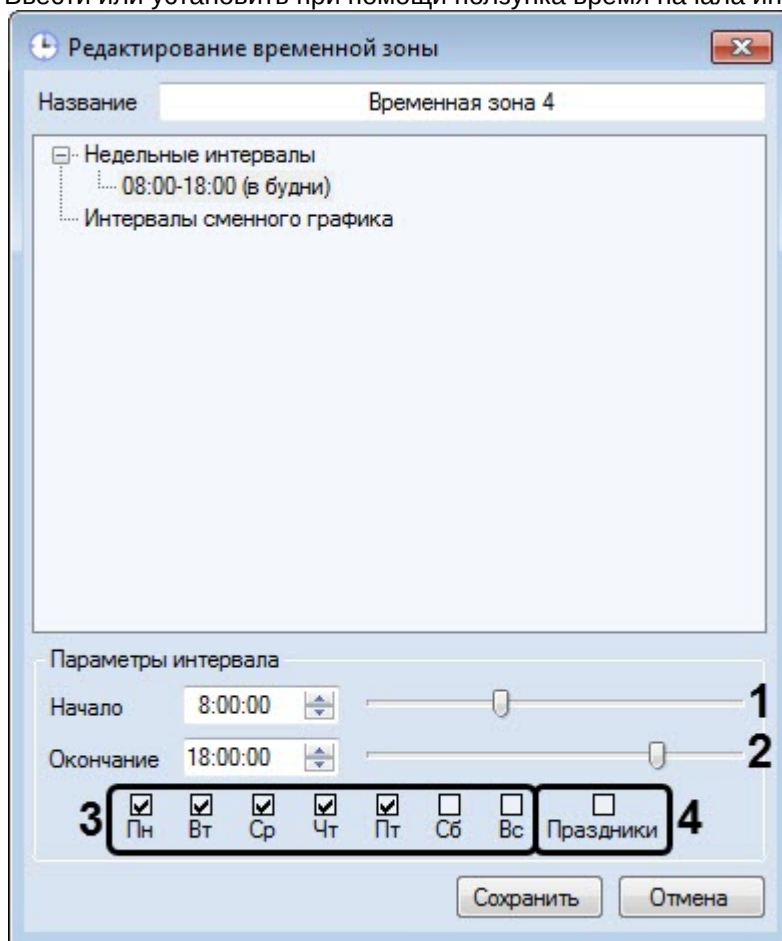 Ввести или установить при помощи ползунка время начала ин
Редактирование временной зоны
Название Временная зона 4
Недельные интервалы
08:00-18:00 (в будни)
Интервалы сменного графика
Параметры интервала
Начало 8:00:00 1
Окончание 18:00:00 2
3 Пн Вт Ср Чт Пт Сб Вс Праздники 4
Сохранить Отмена